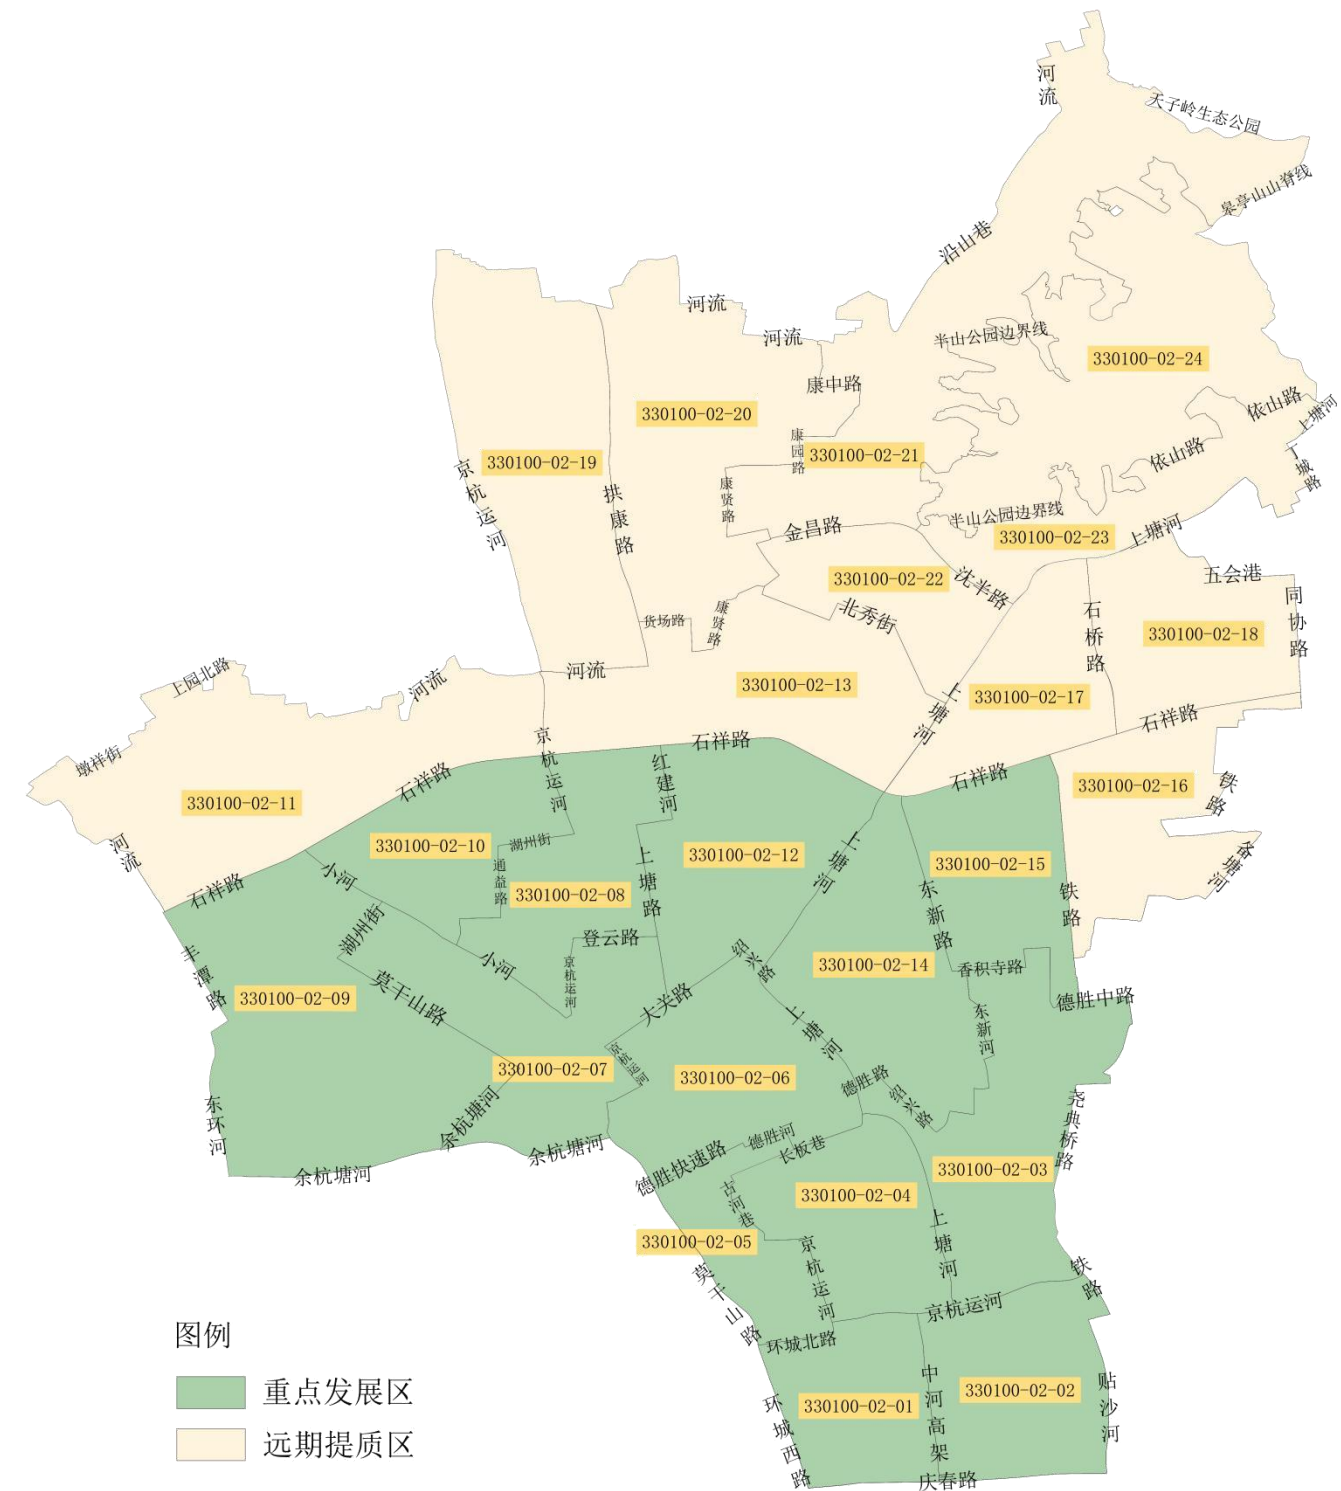 河流
天子岭生态公园
皋亭山山脊线
沿山巷
河流
河流
半山公园边界线
330100-02-24
康中路
依山路
上塘河
330100-02-20
康园路
330100-02-21
依山路
丁城路
330100-02-19
京杭运河
拱康路
康贤路
金昌路
半山公园边界线
330100-02-23
上塘河
330100-02-22
沈半路
五会港
同协路
北秀街
石桥路
330100-02-18
货场路
康贤路
河流
330100-02-13
330100-02-17
上塘河
石祥路
上园北路
河流
墩祥街
京杭运河
石祥路
红建河
石祥路
石祥路
330100-02-16
铁路
330100-02-11
河流
330100-02-10
湖州街
330100-02-12
上塘河
330100-02-15
备塘河
小河
通益路
330100-02-08
上塘路
东新路
铁路
石祥路
湖州街
登云路
绍兴路
330100-02-14
香积寺路
丰潭路
小河
京杭运河
330100-02-09
莫干山路
大关路
上塘河
东新河
德胜中路
330100-02-07
京杭运河
330100-02-06
德胜路
绍兴路
东环河
余杭塘河
尧典桥路
余杭塘河
余杭塘河
德胜快速路
德胜河
长板巷
330100-02-03
古河巷
330100-02-04
上塘河
330100-02-05
京杭运河
莫干山路
铁路
京杭运河
环城北路
图例
重点发展区
远期提质区
环城西路
330100-02-01
中河高架
330100-02-02
贴沙河
庆春路